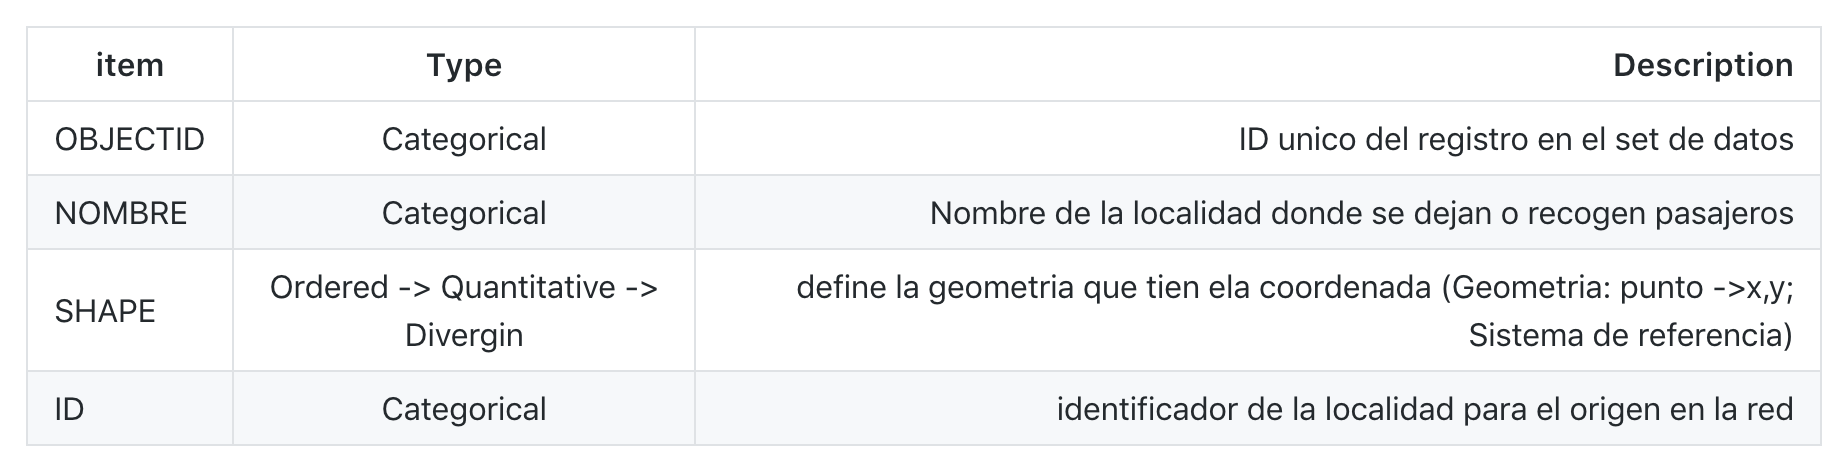 item Type Description
OBJECTID Categorical ID unico del registro en el set de datos
NOMBRE Categorical Nombre de la localidad donde se dejan o recogen pasajeros
SHAPE
Ordered -> Quantitative ->
Divergin
define la geometria que tien ela coordenada (Geometria: punto ->x,y;
Sistema de referencia)
ID Categorical identificador de la localidad para el origen en la red